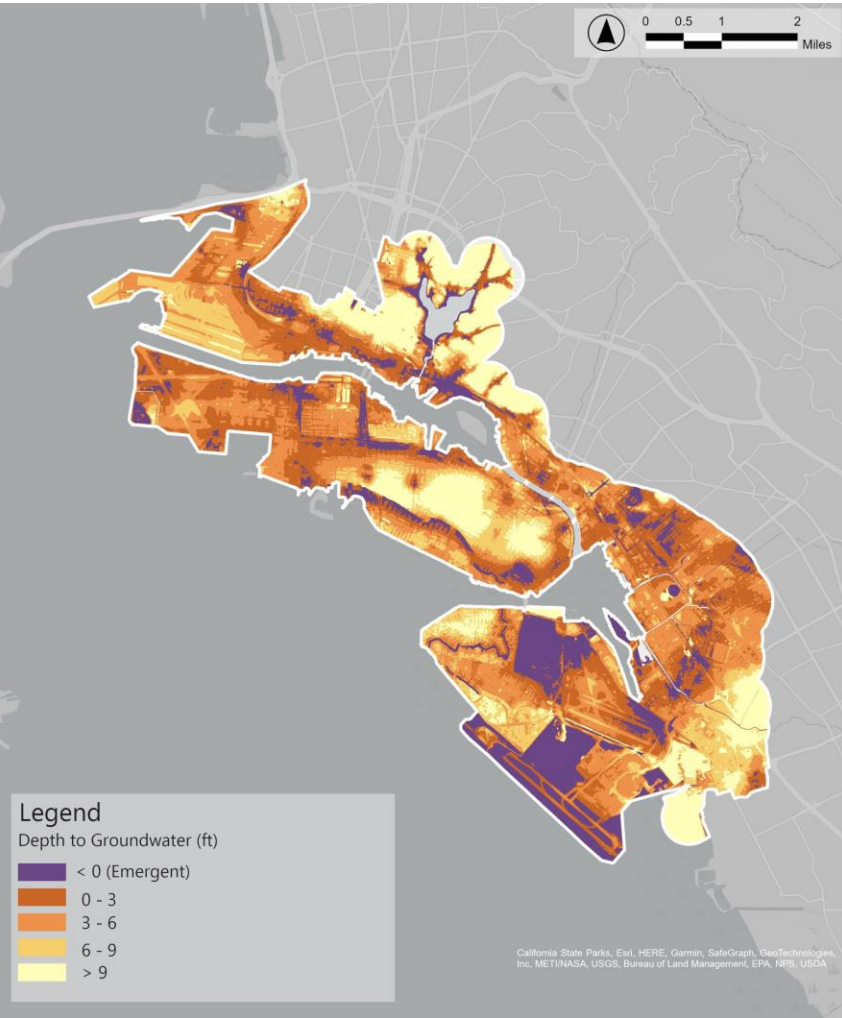 0 0.5 1 2
Miles
Legend
Depth to Groundwater (ft)
< 0 (Emergent)
0 - 3
3 - 6
6 - 9
> 9
California State Parks, Esri, HERE, Garmin, SafeGraph, GeoTechnologies,
Inc, METI/NASA, USGS, Bureau of Land Management, EPA, NPS, USDA